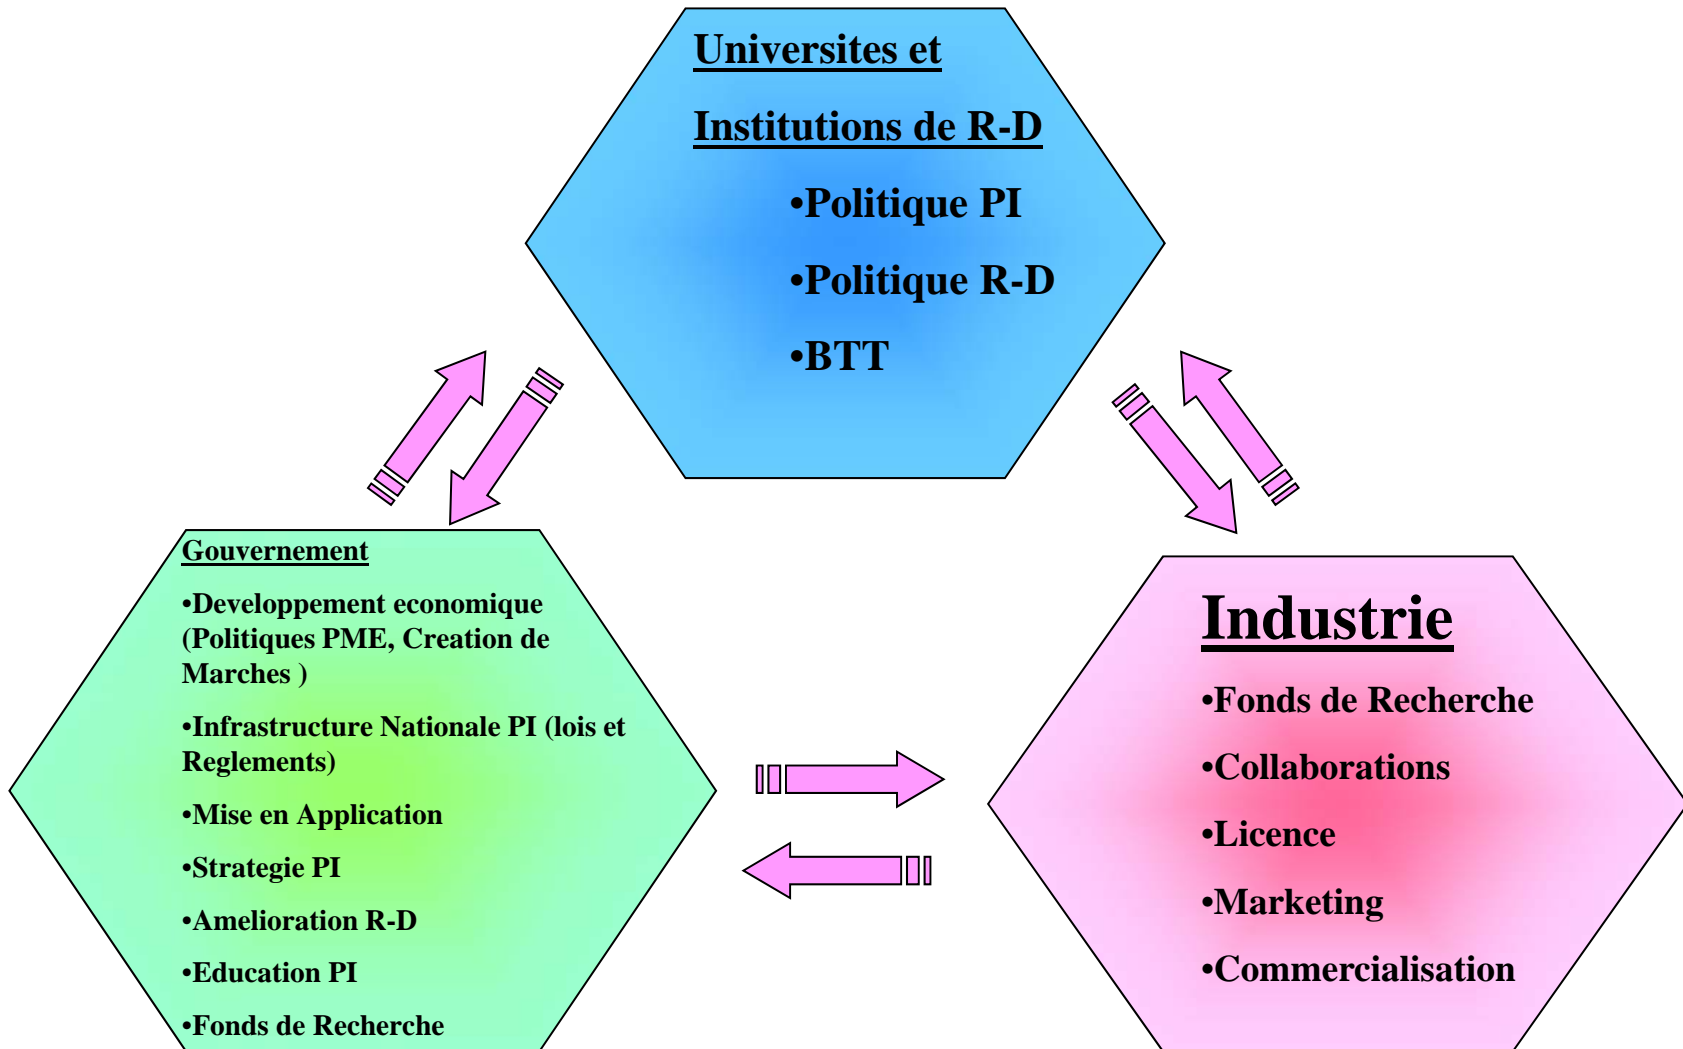 Universites et
Institutions de R-D
•Politique PI
•Politique R-D
•BTT
Gouvernement
•Developpement economique
(Politiques PME, Creation de
Marches )
•Infrastructure Nationale PI (lois et
Reglements)
•Mise en Application
•Strategie PI
•Amelioration R-D
•Education PI
•Fonds de Recherche
Industrie
•Fonds de Recherche
•Collaborations
•Licence
•Marketing
•Commercialisation